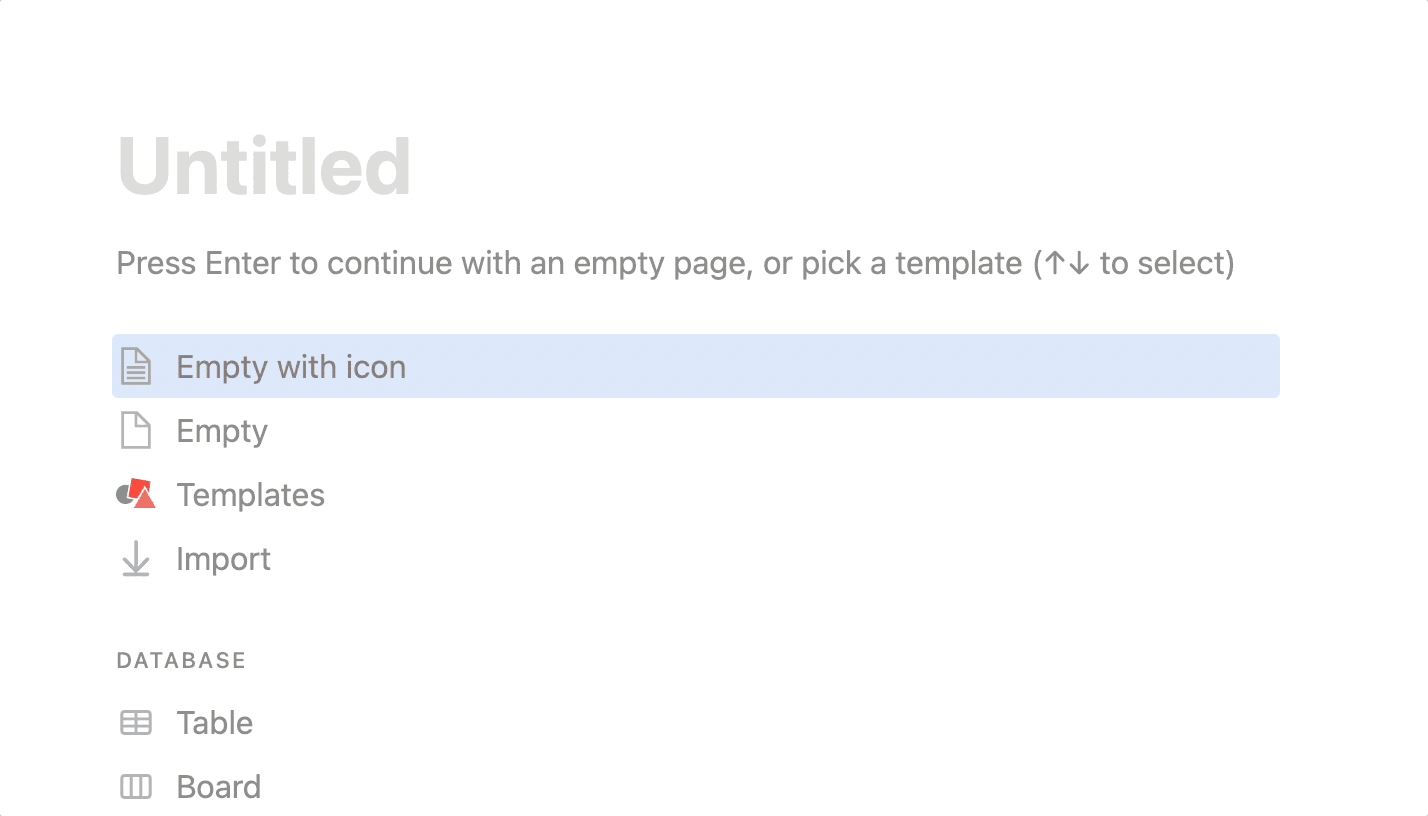 Untitled
Press Enter to continue with an empty page, or pick a template (↑↓ to select)
Empty with icon
Empty
Templates
Import
DATABASE
Table
Board